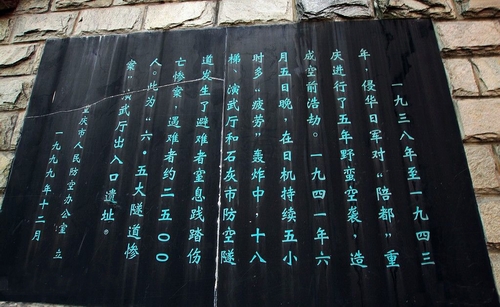 一九三八年至一九四三
年，侵华日军对“陪都”重
庆进行了五年野蛮空袭，造
成空前浩劫。一九四一年六
月五日晚，在日机持续五小
时多“疲劳”轰炸中，十八
梯、演武厅和石灰市防空隧
道发生了避难者窒息践踏伤
亡惨案，遇难者约二五〇〇
人。此为“六·五大隧道惨
案”演武厅出入口遗址。
重庆市人民防空办公室 立
一九九九年十二月